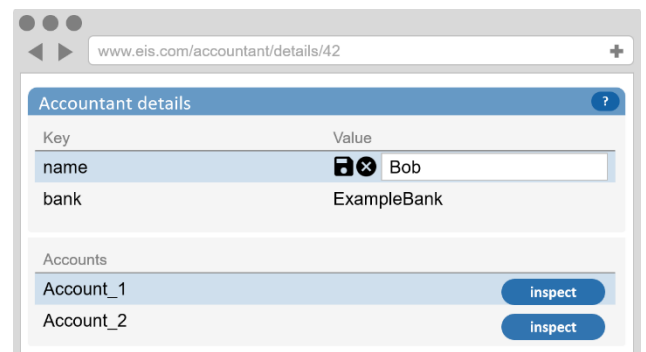 www.eis.com/accountant/details/42
Accountant details ?
Key Value
name Bob
bank ExampleBank
Accounts
Account_1 inspect
Account_2 inspect